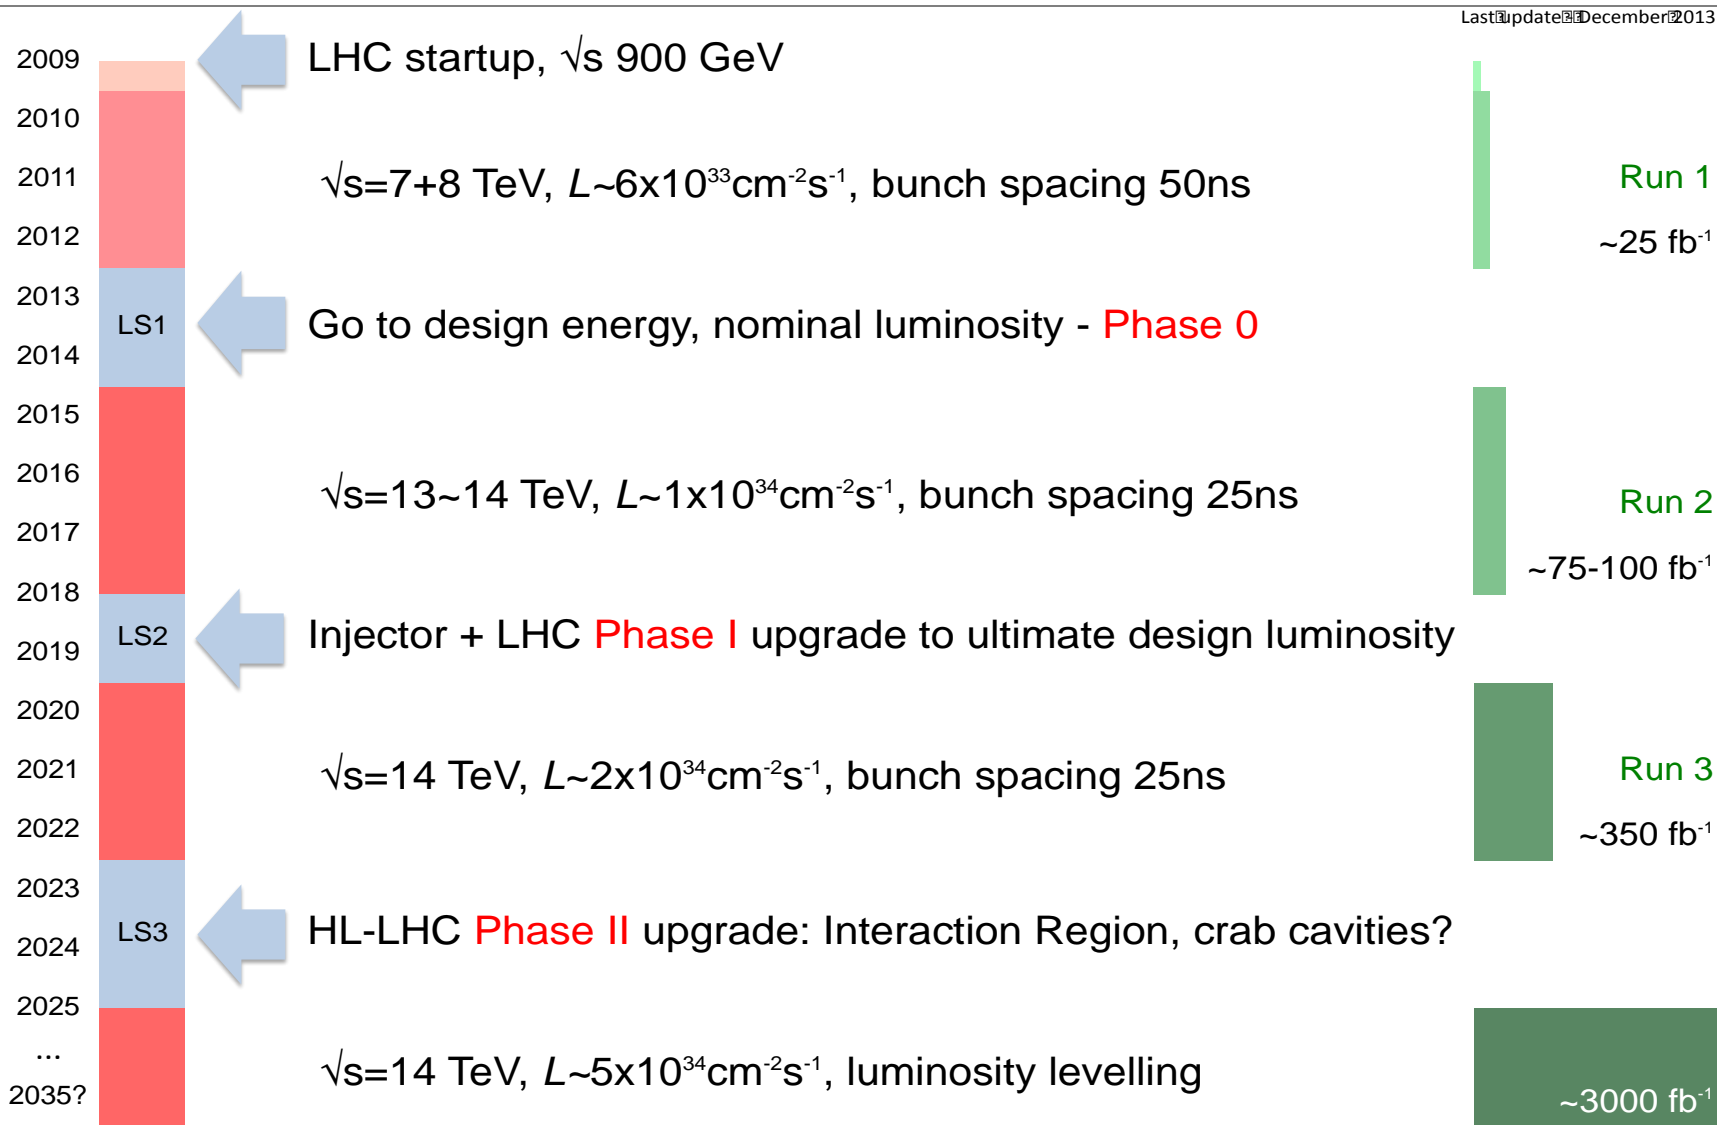 Last update - December 2013
2009
LHC startup, √s 900 GeV
2010
2011
√s=7+8 TeV, L~6x10³³cm⁻²s⁻¹, bunch spacing 50ns
Run 1
2012
~25 fb⁻¹
2013
LS1
Go to design energy, nominal luminosity - Phase 0
2014
2015
2016
√s=13~14 TeV, L~1x10³⁴cm⁻²s⁻¹, bunch spacing 25ns
Run 2
2017
~75-100 fb⁻¹
2018
LS2
Injector + LHC Phase I upgrade to ultimate design luminosity
2019
2020
2021
√s=14 TeV, L~2x10³⁴cm⁻²s⁻¹, bunch spacing 25ns
Run 3
2022
~350 fb⁻¹
2023
LS3
HL-LHC Phase II upgrade: Interaction Region, crab cavities?
2024
2025
...
√s=14 TeV, L~5x10³⁴cm⁻²s⁻¹, luminosity levelling
2035?
~3000 fb⁻¹